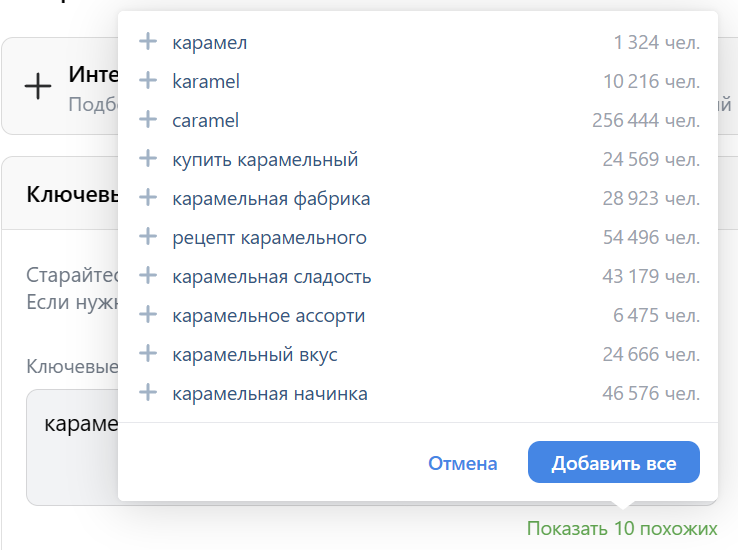 Инте
Подб
ий
карамел 1 324 чел.
karamel 10 216 чел.
caramel 256 444 чел.
купить карамельный 24 569 чел.
карамельная фабрика 28 923 чел.
рецепт карамельного 54 496 чел.
карамельная сладость 43 179 чел.
карамельное ассорти 6 475 чел.
карамельный вкус 24 666 чел.
карамельная начинка 46 576 чел.
Отмена Добавить все
Ключевы
Старайтес
Если нужн
Ключевые
караме
Показать 10 похожих